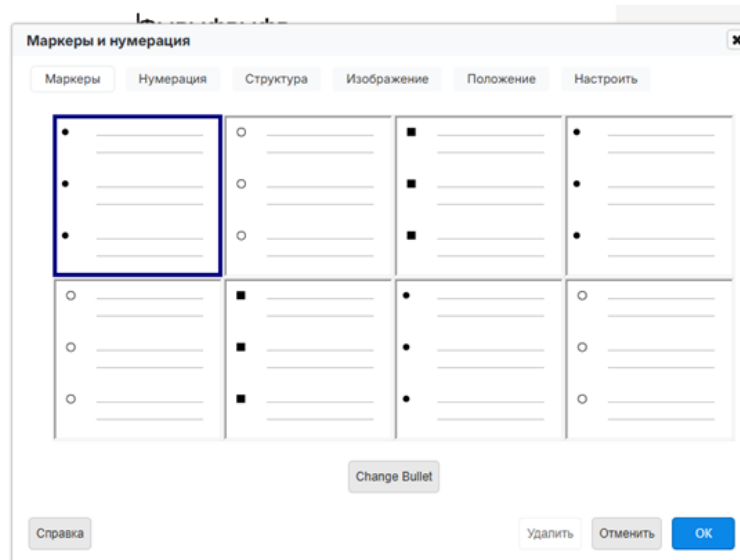 Маркеры и нумерация
Маркеры Нумерация Структура Изображение Положение Настроить
Change Bullet
Справка Удалить Отменить OK